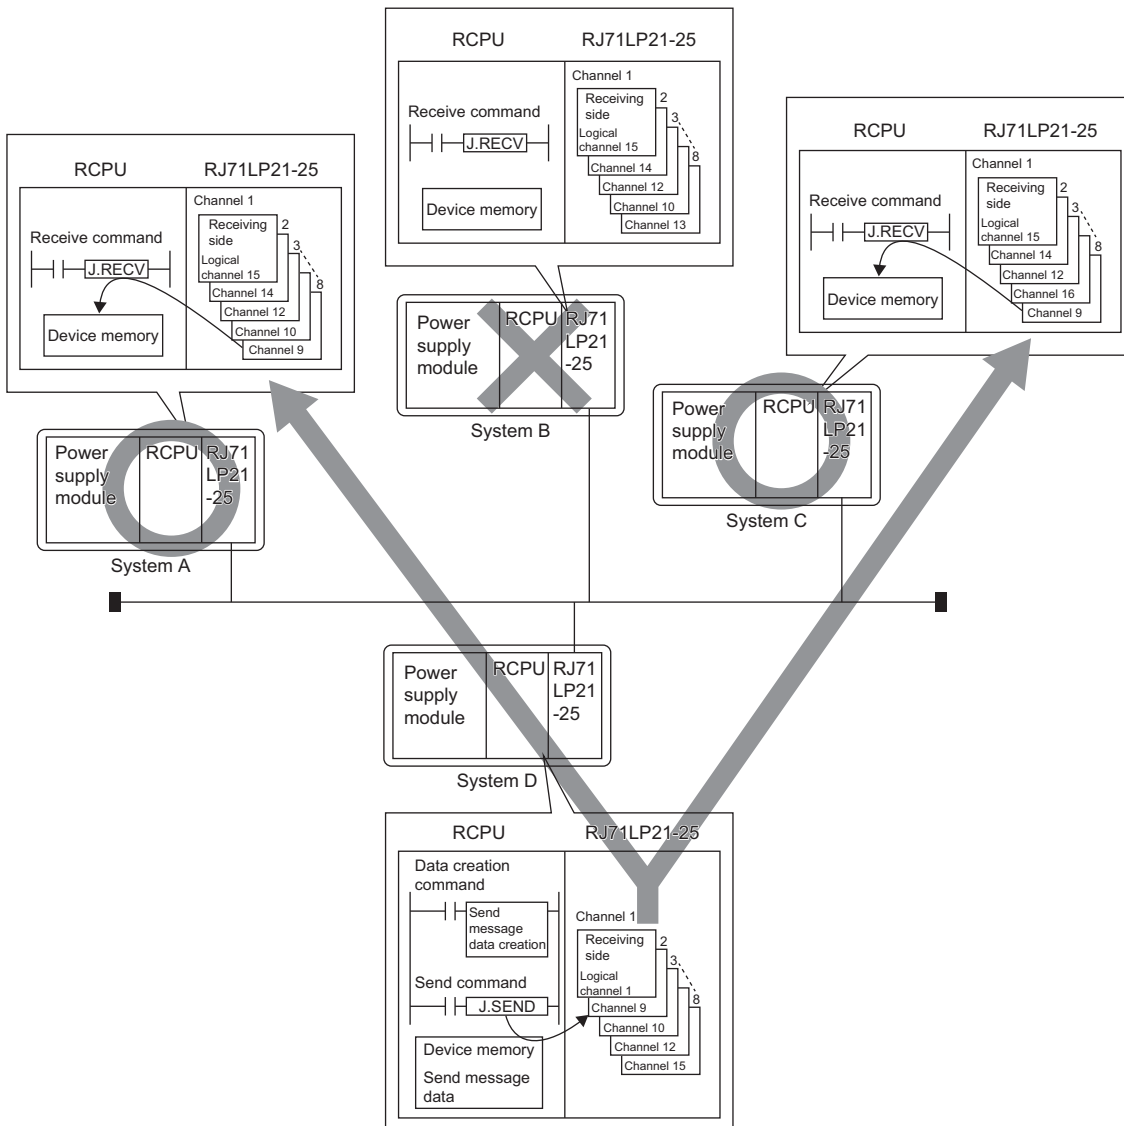 RCPU RJ71LP21-25
Channel 1
Receiving
side
Logical
channel 15
2
3
8
Channel 14
Channel 12
Channel 10
Channel 13
Receive command
J.RECV
Device memory
RCPU RJ71LP21-25
Channel 1
Receiving
side
Logical
channel 15
2
3
8
Channel 14
Channel 12
Channel 10
Channel 9
Receive command
J.RECV
Device memory
RCPU RJ71LP21-25
Channel 1
Receiving
side
Logical
channel 15
2
3
8
Channel 14
Channel 12
Channel 16
Channel 9
Receive command
J.RECV
Device memory
Power
supply
module
RCPU
RJ71
LP21
-25
System B
Power
supply
module
RCPU
RJ71
LP21
-25
System C
Power
supply
module
RCPU
RJ71
LP21
-25
System A
Power
supply
module
RCPU
RJ71
LP21
-25
System D
RCPU RJ71LP21-25
Data creation
command
Send
message
data creation
Send command
J.SEND
Device memory
Send message
data
Channel 1
Receiving
side
Logical
channel 1
2
3
8
Channel 9
Channel 10
Channel 12
Channel 15